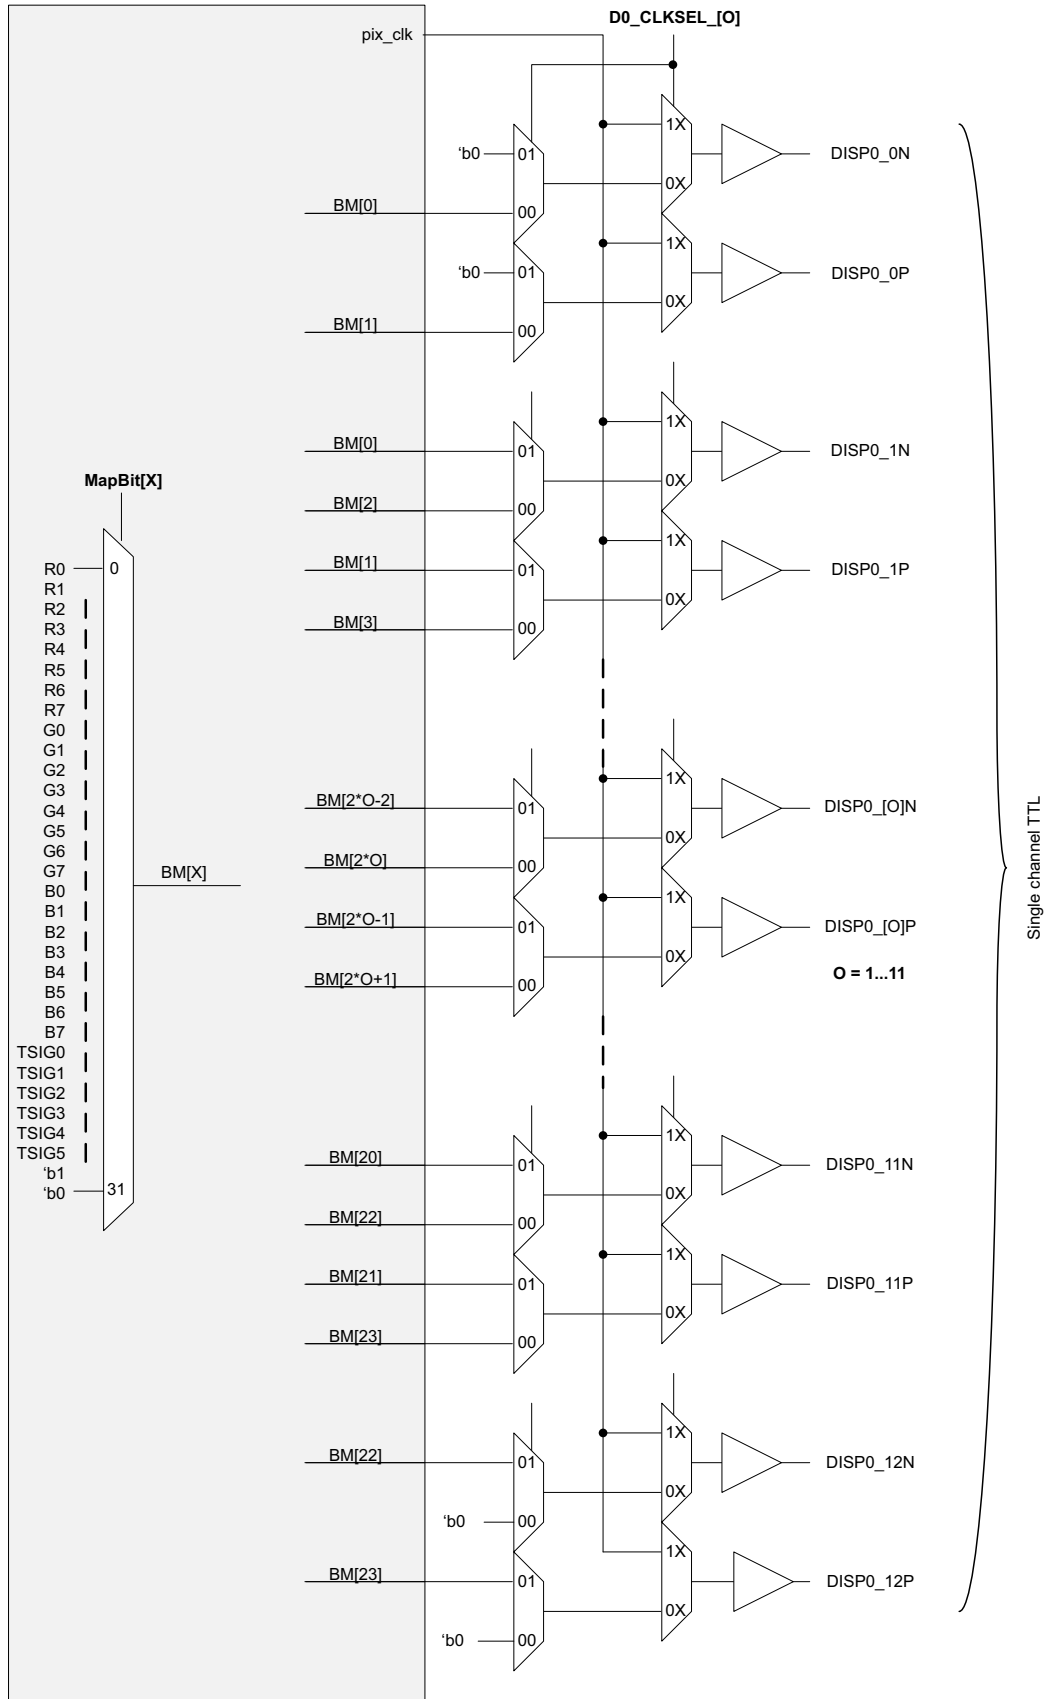 D0_CLKSEL_[O]
pix_clk
1X
‘b0
01
DISP0_0N
0X
BM[0]
00
1X
‘b0
01
DISP0_0P
0X
BM[1]
00
1X
BM[0]
01
DISP0_1N
0X
BM[2]
00
1X
BM[1]
01
DISP0_1P
0X
BM[3]
00
MapBit[X]
R0
0
R1
R2
R3
R4
R5
R6
R7
G0
G1
G2
G3
G4
G5
G6
G7
B0
B1
B2
B3
B4
B5
B6
B7
TSIG0
TSIG1
TSIG2
TSIG3
TSIG4
TSIG5
‘b1
‘b0
31
BM[X]
1X
BM[2*O-2]
01
DISP0_[O]N
0X
BM[2*O]
00
1X
BM[2*O-1]
01
DISP0_[O]P
0X
BM[2*O+1]
00
O = 1...11
Single channel TTL
1X
BM[20]
01
DISP0_11N
0X
BM[22]
00
1X
BM[21]
01
DISP0_11P
0X
BM[23]
00
1X
BM[22]
01
DISP0_12N
0X
‘b0
00
1X
BM[23]
01
DISP0_12P
0X
‘b0
00